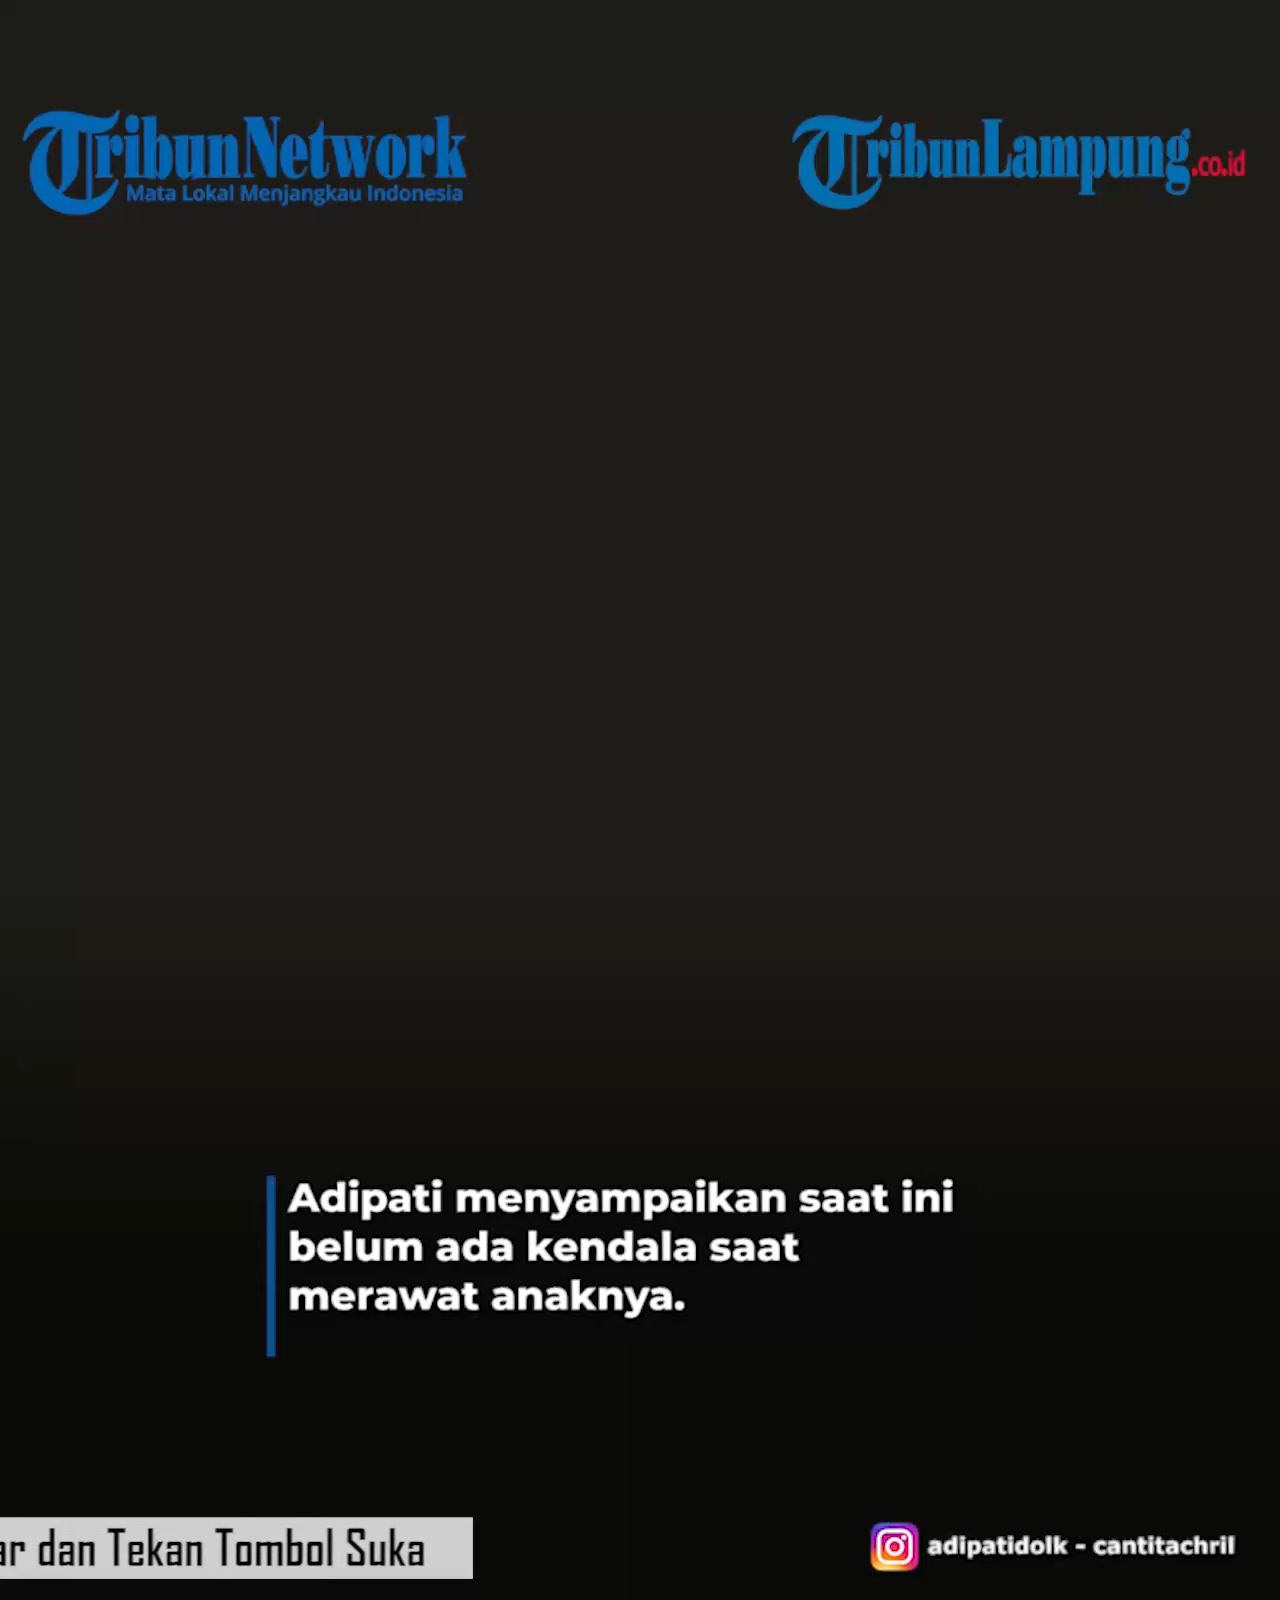 TribunNetwork
Mata Lokal Menjangkau Indonesia
TribunLampung.co.id
Adipati menyampaikan saat ini
belum ada kendala saat
merawat anaknya.
ar dan Tekan Tombol Suka
adipatidolk - cantitachril